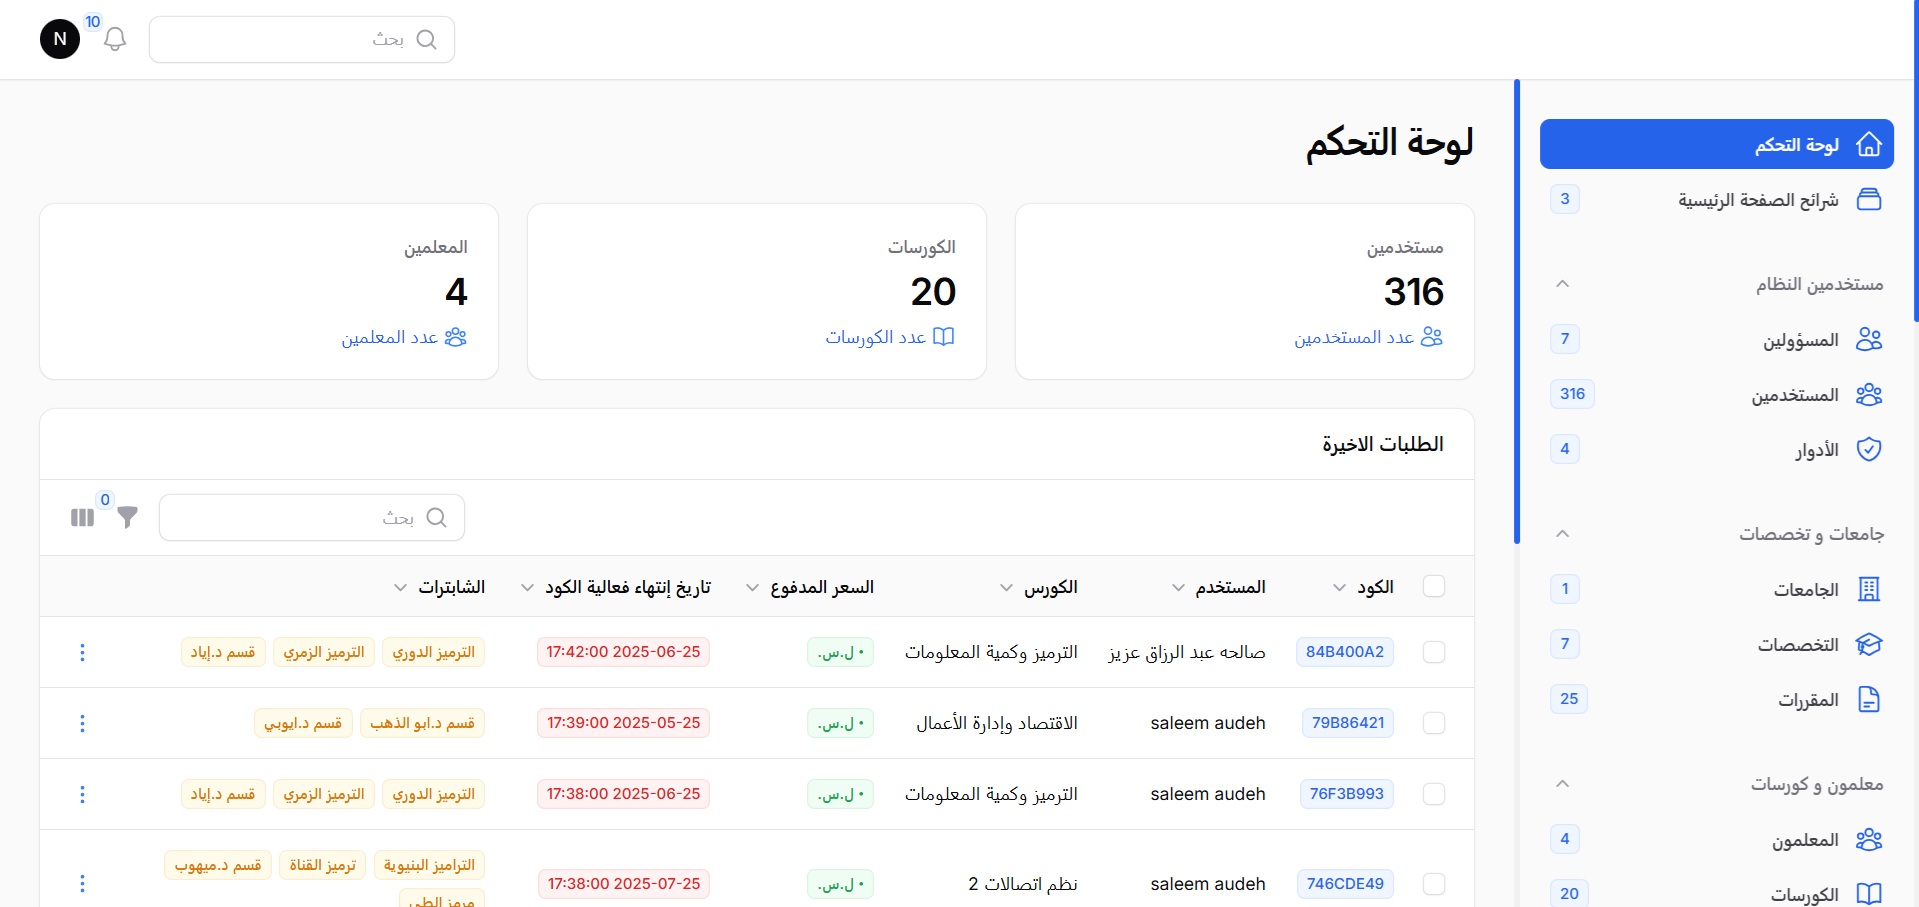 N
10
بحث
لوحة التحكم
شرائح الصفحة الرئيسية
3
مستخدمين النظام
المسؤولين
7
المستخدمين
316
الأدوار
4
جامعات و تخصصات
الجامعات
1
التخصصات
7
المقررات
25
معلمون و كورسات
المعلمون
4
الكورسات
20
لوحة التحكم
مستخدمين
316
عدد المستخدمين
الكورسات
20
عدد الكورسات
المعلمين
4
عدد المعلمين
الطلبات الاخيرة
بحث
0
الكود المستخدم الكورس السعر المدفوع تاريخ إنتهاء فعالية الكود الشابترات
84B400A2 صالحه عبد الرزاق عزيز الترميز وكمية المعلومات • ل.س. 2025-06-25 17:42:00 الترميز الدوري الترميز الزمري قسم د.إياد
79B86421 saleem audeh الاقتصاد وإدارة الأعمال • ل.س. 2025-05-25 17:39:00 قسم د.ابو الذهب قسم د.ايوبي
76F3B993 saleem audeh الترميز وكمية المعلومات • ل.س. 2025-06-25 17:38:00 الترميز الدوري الترميز الزمري قسم د.إياد
746CDE49 saleem audeh نظم اتصالات 2 • ل.س. 2025-07-25 17:38:00 التراميز البنيوية ترميز القناة قسم د.ميهوب
مرمز الطي